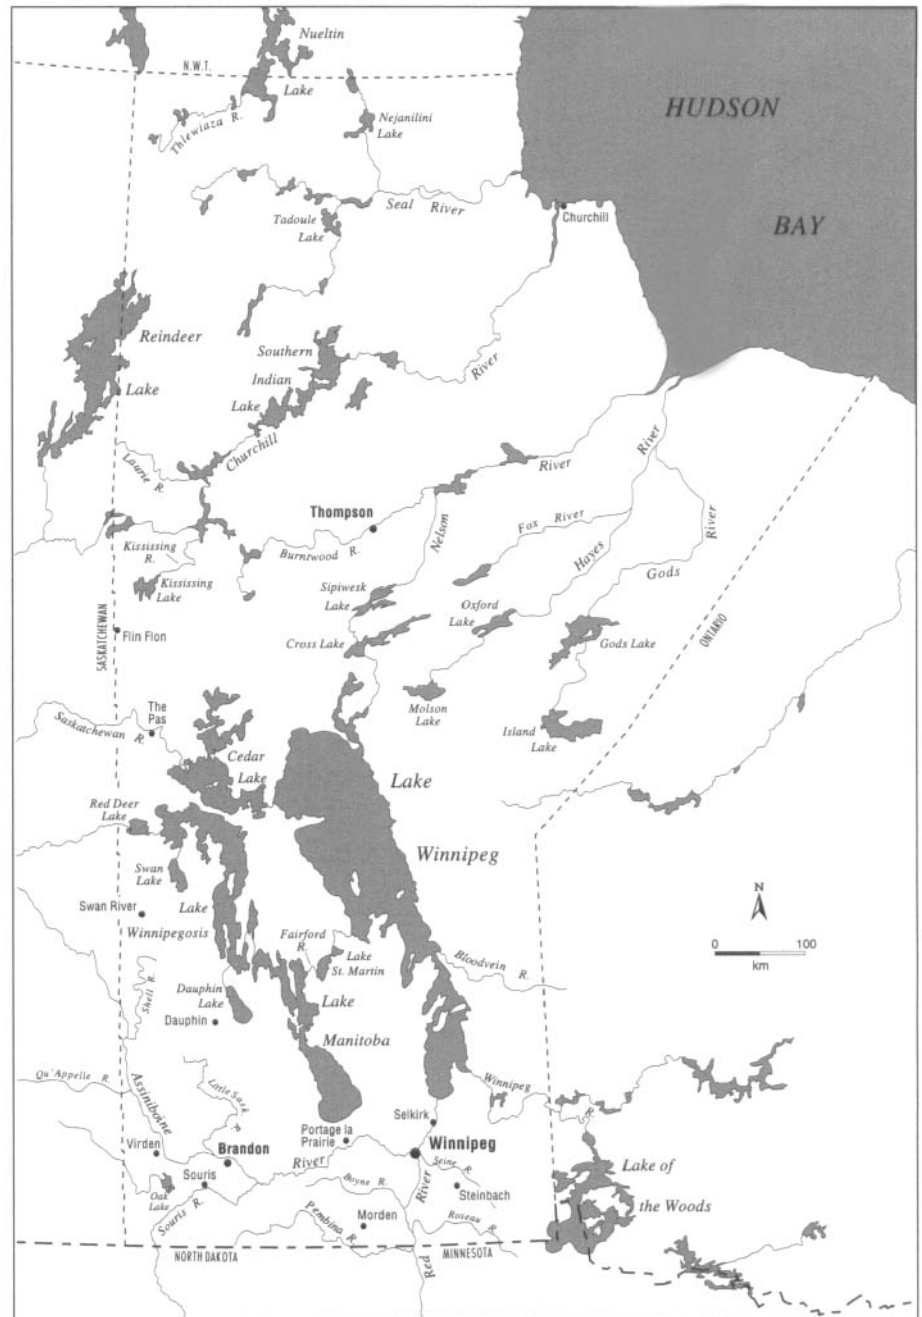 Nueltin
N.W.T.
Lake
HUDSON
Nejanilini
Lake
Thlewiaza R.
Seal River
Churchill
Tadoule
Lake
BAY
Reindeer
Lake
Southern
Indian
Lake
River
Churchill
Laurie R.
River
River
Thompson
Nelson
Fox River
River
Burntwood R.
Hayes
Kississing
R.
Kississing
Lake
Gods
Sipiwesk
Lake
Oxford
Lake
SASKATCHEWAN
Flin Flon
Cross Lake
Gods Lake
ONTARIO
The
Pas
Saskatchewan R.
Molson
Lake
Island
Lake
Cedar
Lake
Lake
Red Deer
Lake
Winnipeg
Swan
Lake
Swan River
Lake
Winnipegosis
N
0 100
km
Fairford
R.
Lake
St. Martin
Bloodvein R.
Shell R.
Dauphin
Lake
Lake
Dauphin
Manitoba
Qu'Appelle R.
Assiniboine
Little Sask. R.
Winnipeg
R.
Selkirk
Portage la
Prairie
Virden
Brandon
Winnipeg
River
Souris
Seine R.
Lake of
the Woods
Oak
Lake
Souris R.
Boyne R.
River
Steinbach
Pembina R.
Morden
Roseau R.
NORTH DAKOTA
Red
MINNESOTA